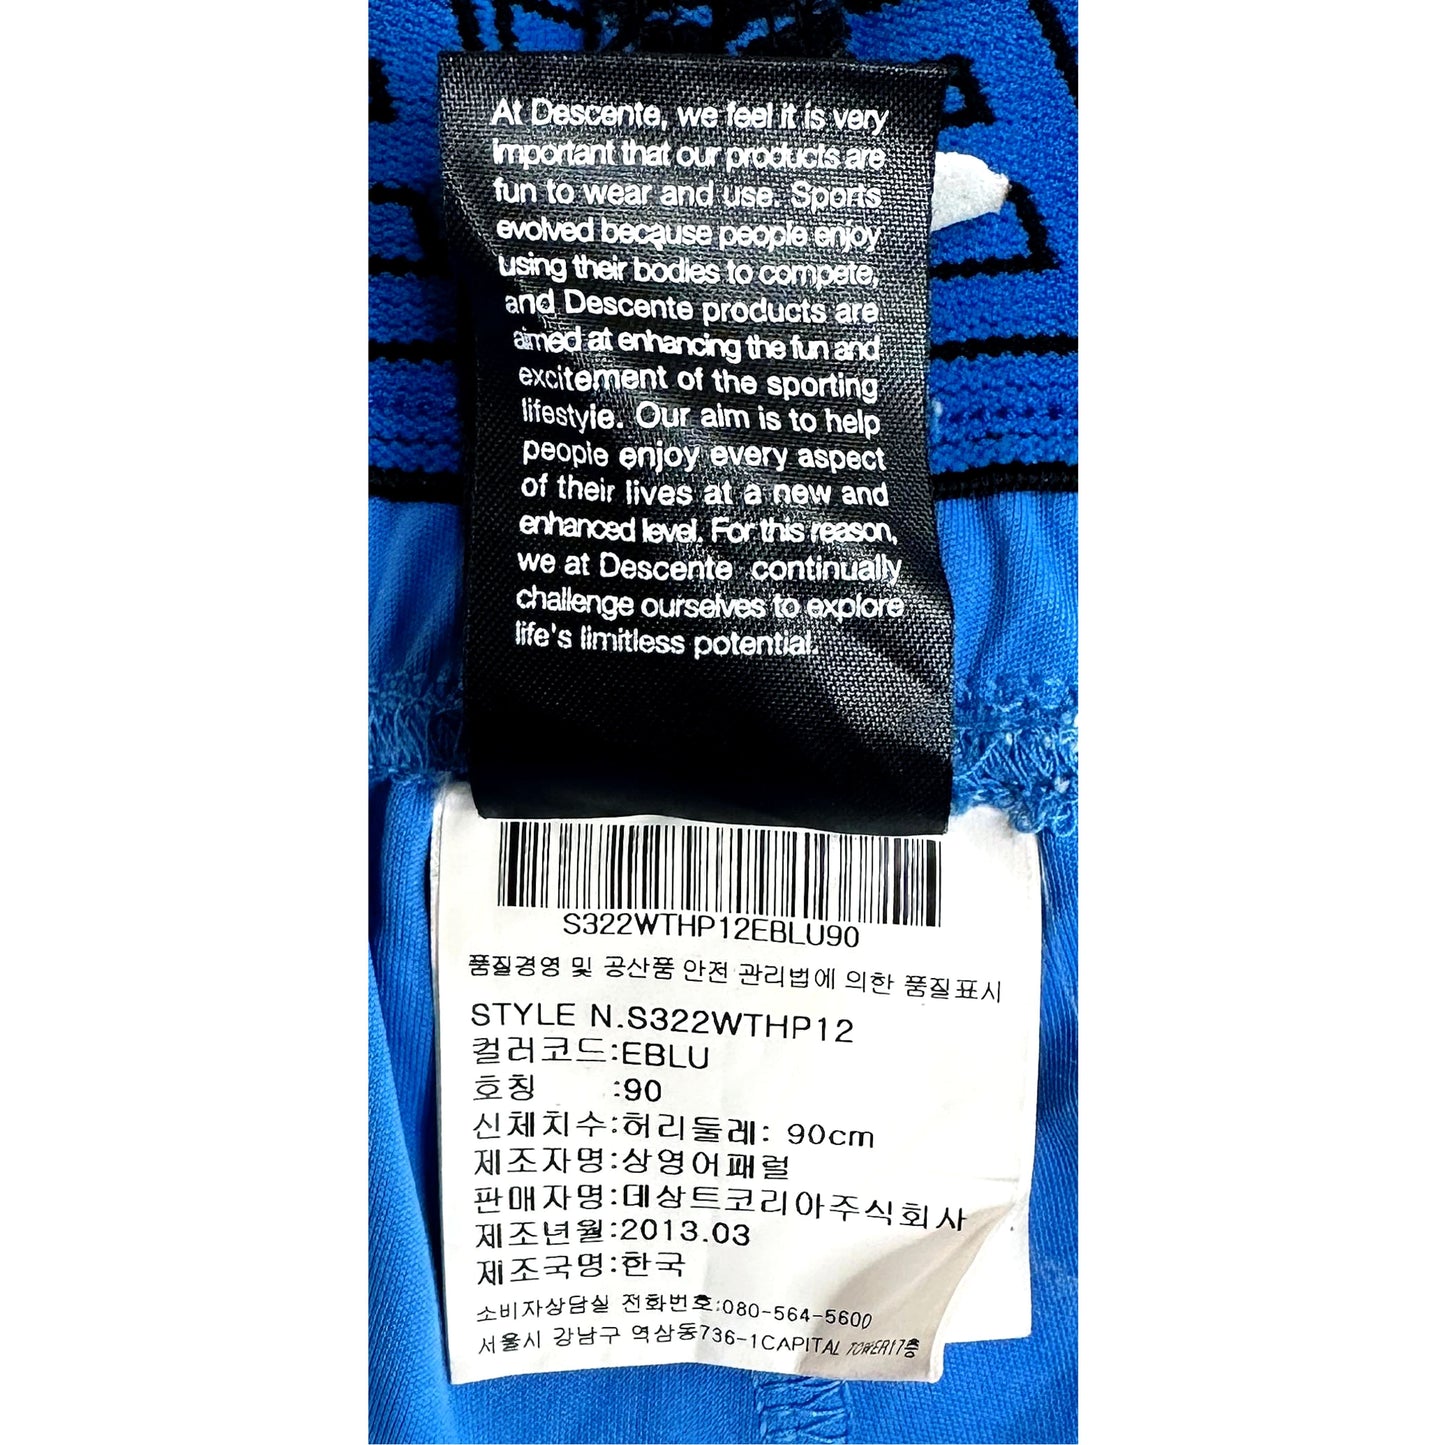 At Descente, we feel it is very
important that our products are
fun to wear and use. Sports
evolved because people enjoy
using their bodies to compete,
and Descente products are
aimed at enhancing the fun and
excitement of the sporting
lifestyle. Our aim is to help
people enjoy every aspect
of their lives at a new and
enhanced level. For this reason,
we at Descente continually
challenge ourselves to explore
life's limitless potential.
S322WTHP12EBLU90
품질경영 및 공산품 안전 관리법에 의한 품질표시
STYLE N.S322WTHP12
컬러코드:EBLU
호칭 :90
신체치수:허리둘레: 90cm
제조자명:상영어패럴
판매자명:데상트코리아주식회사
제조년월:2013.03
제조국명:한국
소비자상담실 전화번호:080-564-5600
서울시 강남구 역삼동736-1CAPITAL TOWER17층